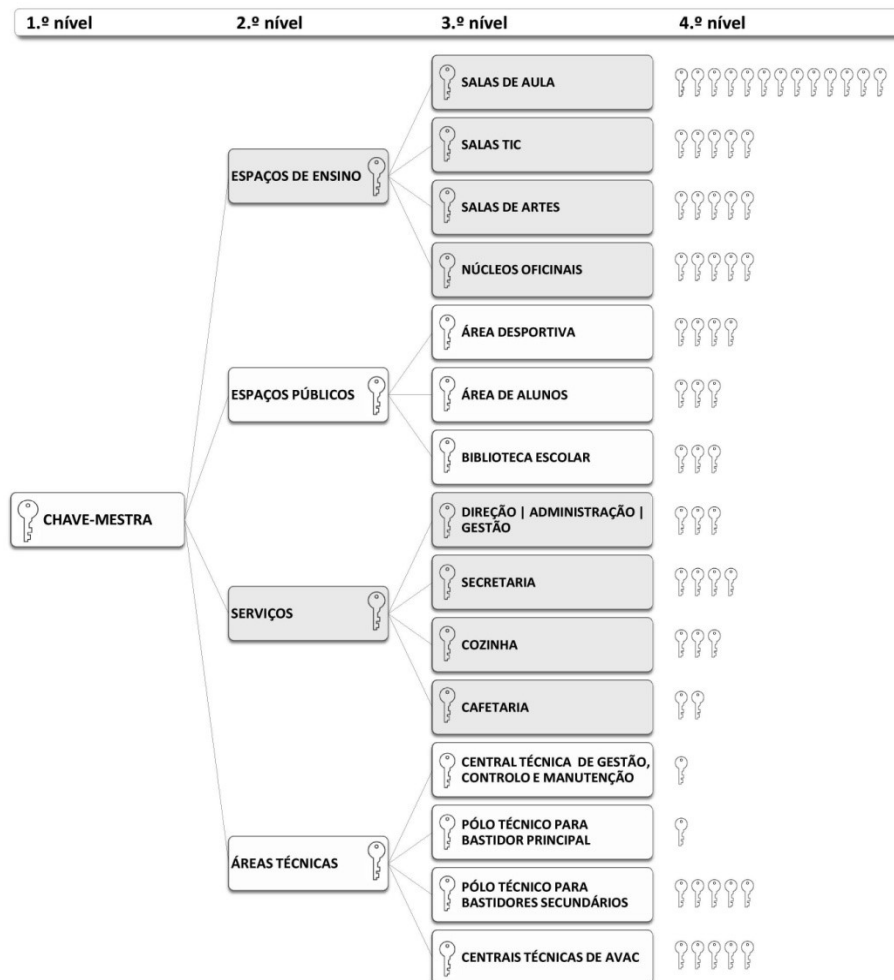 1.º nível 2.º nível 3.º nível 4.º nível
SALAS DE AULA
SALAS TIC
ESPAÇOS DE ENSINO
SALAS DE ARTES
NÚCLEOS OFICINAIS
ÁREA DESPORTIVA
ESPAÇOS PÚBLICOS
ÁREA DE ALUNOS
BIBLIOTECA ESCOLAR
CHAVE-MESTRA
DIREÇÃO | ADMINISTRAÇÃO |
GESTÃO
SECRETARIA
SERVIÇOS
COZINHA
CAFETARIA
CENTRAL TÉCNICA DE GESTÃO,
CONTROLO E MANUTENÇÃO
PÓLO TÉCNICO PARA
BASTIDOR PRINCIPAL
ÁREAS TÉCNICAS
PÓLO TÉCNICO PARA
BASTIDORES SECUNDÁRIOS
CENTRAIS TÉCNICAS DE AVAC